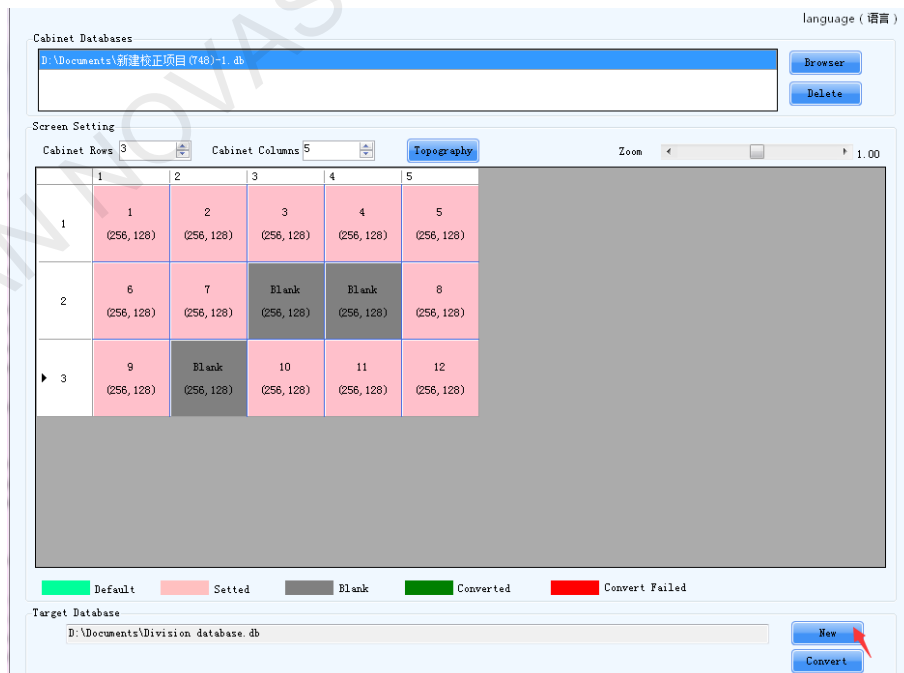 language ( 语言 )
Cabinet Databases
D:\Documents\新建校正项目(748)-1.db
Browser
Delete
Screen Setting
Cabinet Rows 3 Cabinet Columns 5 Topography Zoom 1.00
1 2 3 4 5
1 2 3 4 5
1
(256, 128) (256, 128) (256, 128) (256, 128) (256, 128)
6 7 Blank Blank 8
2
(256, 128) (256, 128) (256, 128) (256, 128) (256, 128)
9 Blank 10 11 12
3
(256, 128) (256, 128) (256, 128) (256, 128) (256, 128)
Default Setted Blank Converted Convert Failed
Target Database
D:\Documents\Division database.db
New
Convert
AN NOVAS